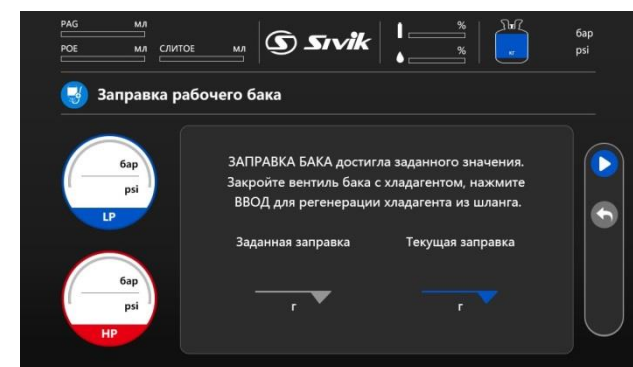 PAG мл
POE мл СЛИТОЕ мл
Sivik
%
%
кг
бар
psi
Заправка рабочего бака
бар
psi
LP
бар
psi
HP
ЗАПРАВКА БАКА достигла заданного значения.
Закройте вентиль бака с хладагентом, нажмите
ВВОД для регенерации хладагента из шланга.
Заданная заправка Текущая заправка
г г